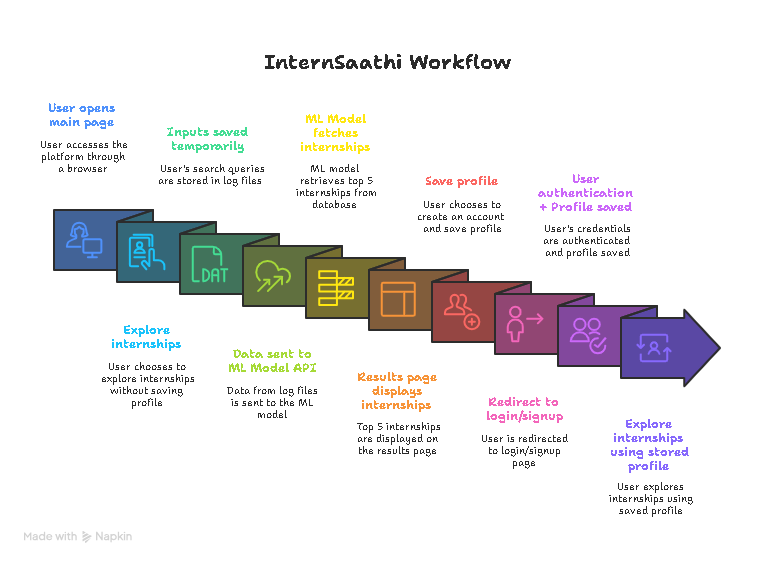 InternSaathi Workflow
User opens
main page
User accesses the
platform through
a browser
Inputs saved
temporarily
User's search queries
are stored in log files
ML Model
fetches
internships
ML model
retrieves top 5
internships from
database
Save profile
User chooses to
create an account
and save profile
User
authentication
+ Profile saved
User's credentials
are authenticated
and profile saved
DAT
Explore
internships
User chooses to
explore internships
without saving
profile
Data sent to
ML Model API
Data from log files
is sent to the ML
model
Results page
displays
internships
Top 5 internships
are displayed on
the results page
Redirect to
login/signup
User is redirected
to login/signup
page
Explore
internships
using stored
profile
User explores
internships using
saved profile
Made with Napkin